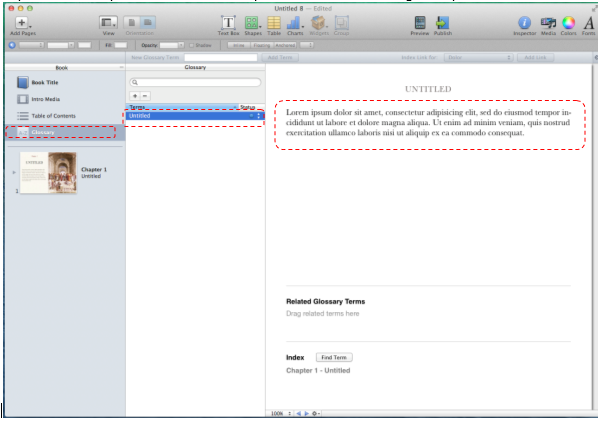 Untitled 8 — Edited
Add Pages View Orientation Text Box Shapes Table Charts Widgets Group Preview Publish Inspector Media Colors Fonts
Fill Opacity Shadow Inline Floating Anchored
New Glossary Term Add Term Index Link for: Add Link
Book Glossary
Book Title
Intro Media
Table of Contents
Glossary
Chapter 1
Untitled
1
Terms Status
Untitled
UNTITLED
Lorem ipsum dolor sit amet, consectetur adipisicing elit, sed do eiusmod tempor in-
cididunt ut labore et dolore magna aliqua. Ut enim ad minim veniam, quis nostrud
exercitation ullamco laboris nisi ut aliquip ex ea commodo consequat.
Related Glossary Terms
Drag related terms here
Index Find Term
Chapter 1 - Untitled
100%